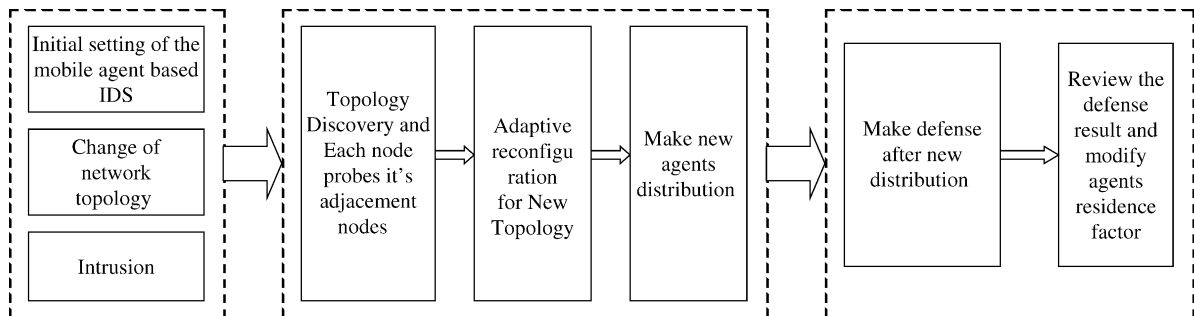 Initial setting of the
mobile agent based
IDS
Change of
network
topology
Intrusion
Topology
Discovery and
Each node
probes it's
adjacement
nodes
Adaptive
reconfigu
ration
for New
Topology
Make new
agents
distribution
Make defense
after new
distribution
Review the
defense
result and
modify
agents
residence
factor